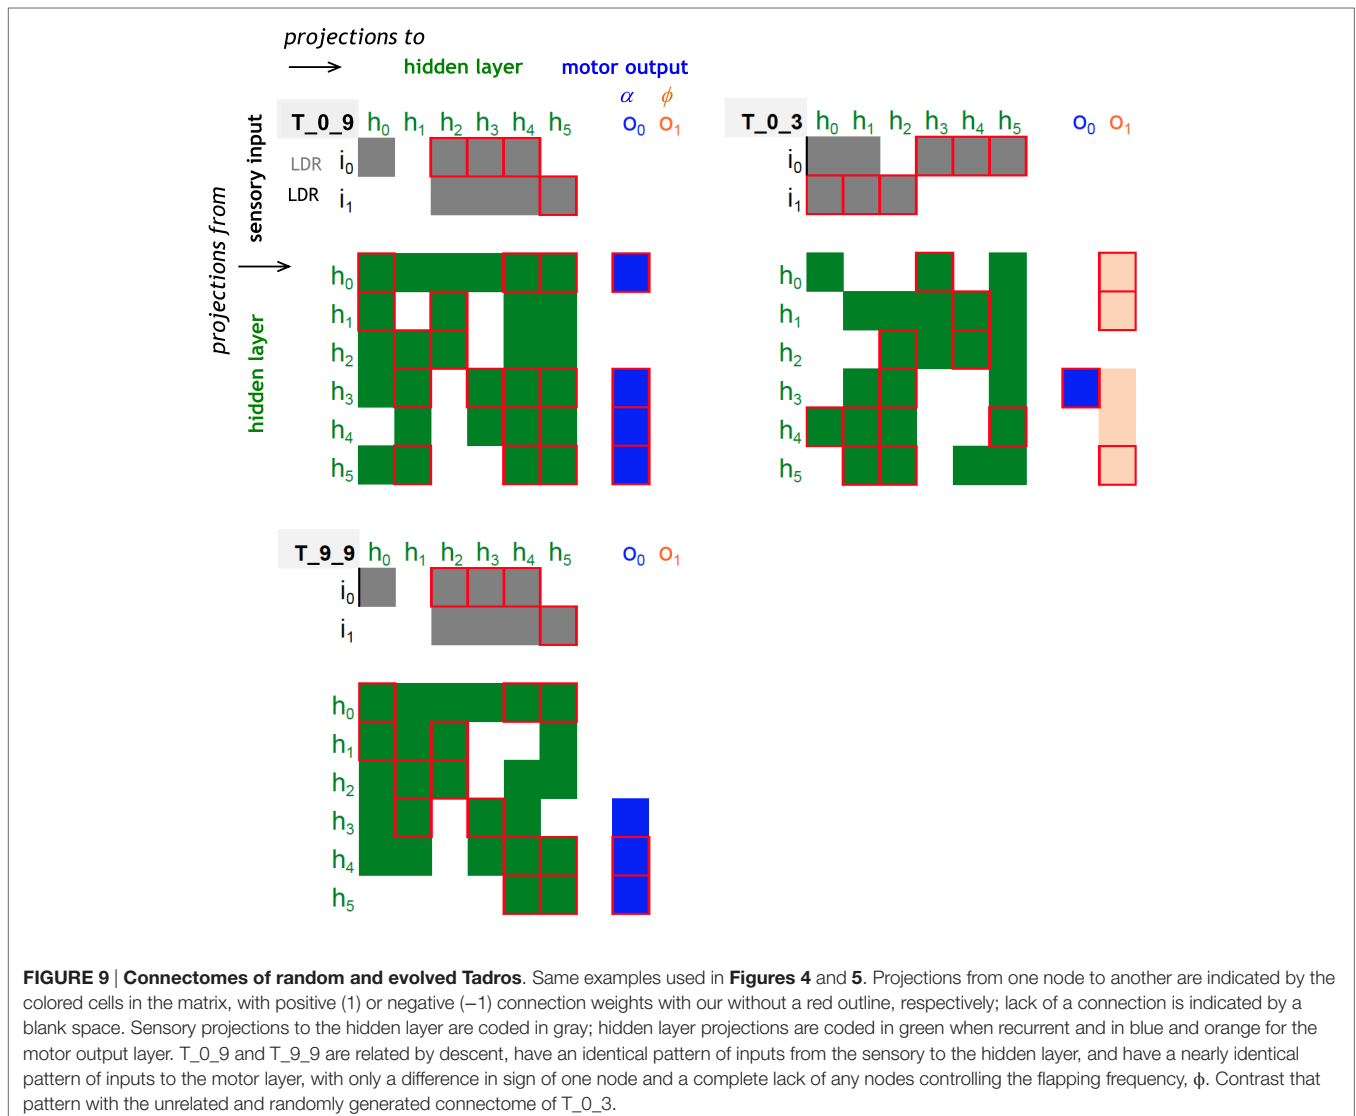 projections to
hidden layer motor output
α ϕ
T_0_9 h0 h1 h2 h3 h4 h5 o0 o1
LDR i0
LDR i1
sensory input
projections from
hidden layer
h0
h1
h2
h3
h4
h5
T_0_3 h0 h1 h2 h3 h4 h5 o0 o1
i0
i1
h0
h1
h2
h3
h4
h5
T_9_9 h0 h1 h2 h3 h4 h5 o0 o1
i0
i1
h0
h1
h2
h3
h4
h5
FIGURE 9 | Connectomes of random and evolved Tadros. Same examples used in Figures 4 and 5. Projections from one node to another are indicated by the
colored cells in the matrix, with positive (1) or negative (−1) connection weights with our without a red outline, respectively; lack of a connection is indicated by a
blank space. Sensory projections to the hidden layer are coded in gray; hidden layer projections are coded in green when recurrent and in blue and orange for the
motor output layer. T_0_9 and T_9_9 are related by descent, have an identical pattern of inputs from the sensory to the hidden layer, and have a nearly identical
pattern of inputs to the motor layer, with only a difference in sign of one node and a complete lack of any nodes controlling the flapping frequency, ϕ. Contrast that
pattern with the unrelated and randomly generated connectome of T_0_3.